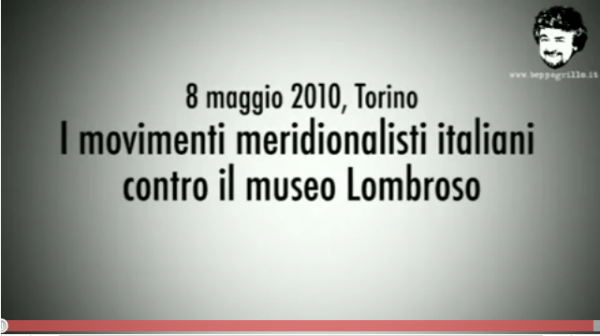 www.beppegrillo.it
8 maggio 2010, Torino
I movimenti meridionalisti italiani
contro il museo Lombroso